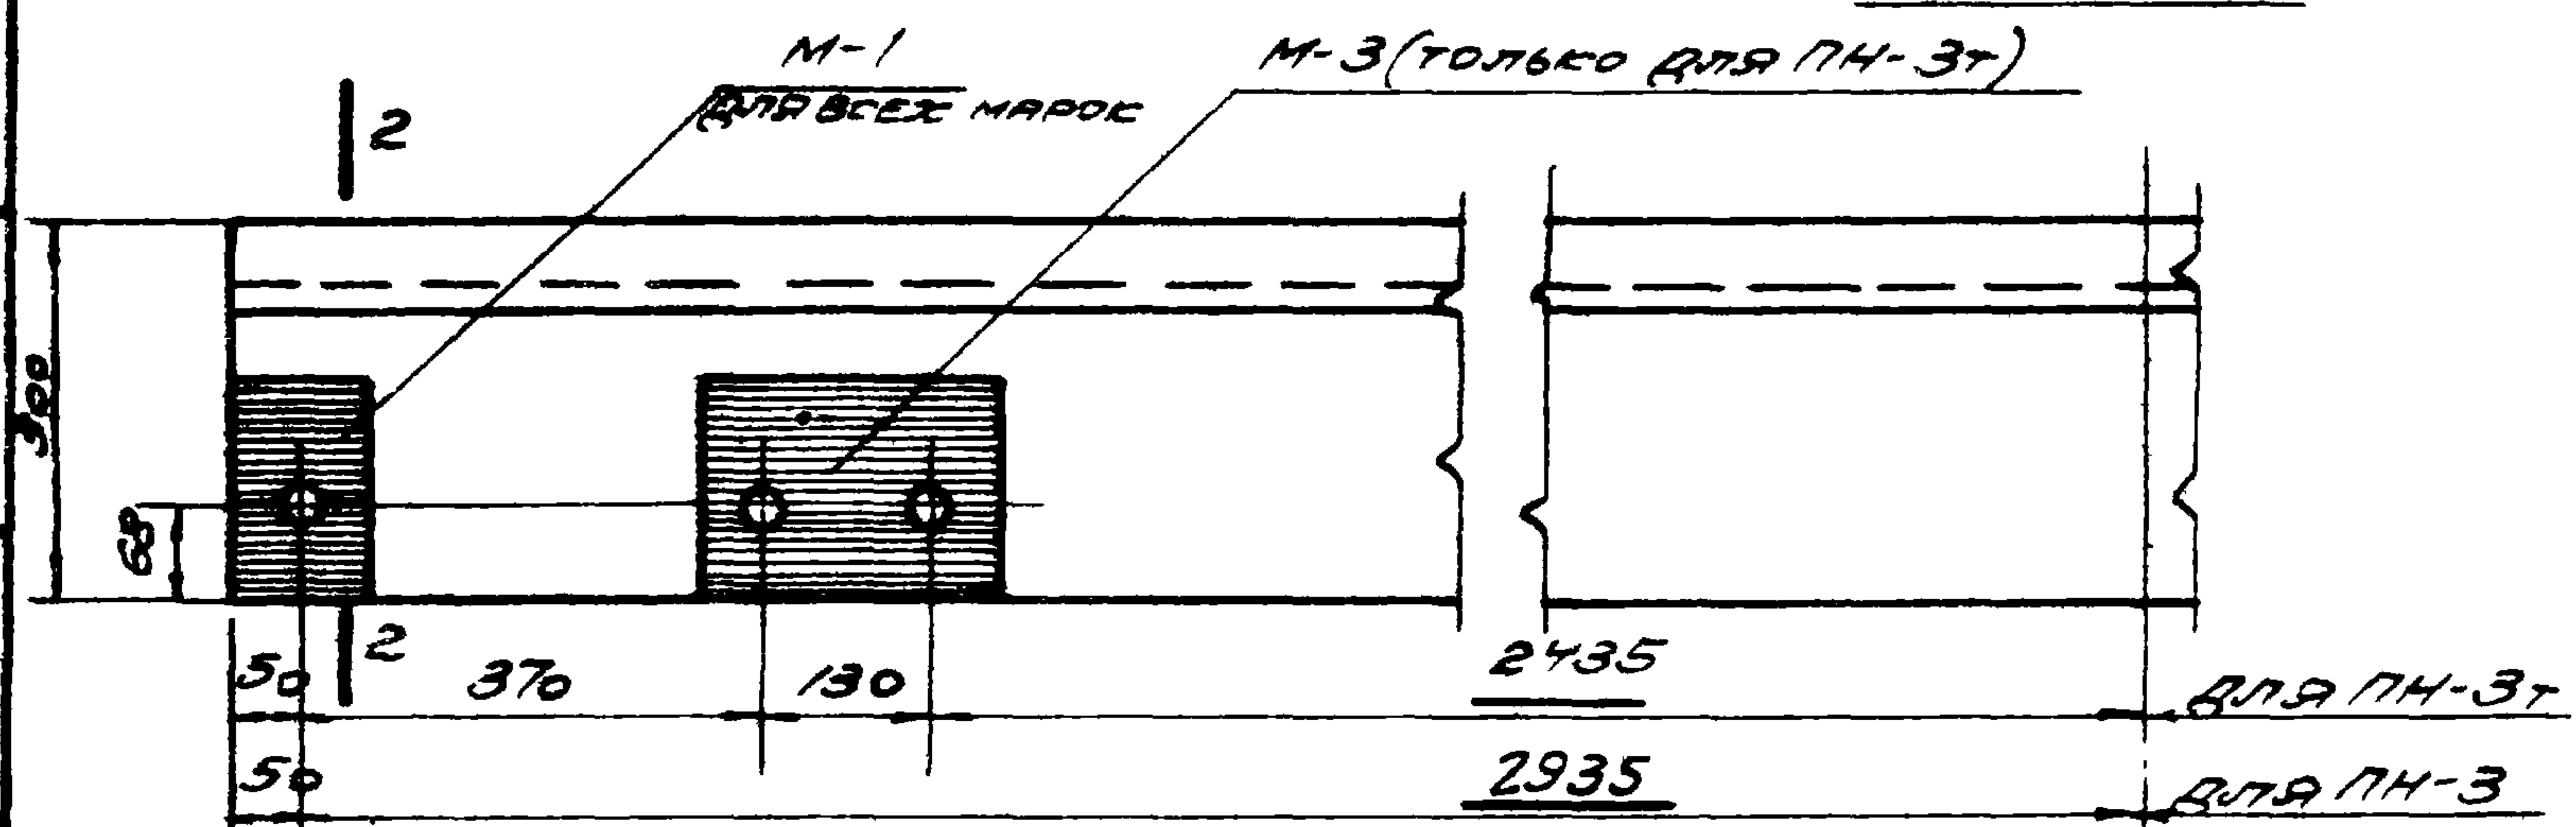 М-1
для всех марок
М-3 (только для ПН-3т)
2
300
68
2
50
370
130
2435
для ПН-3т
50
2935
для ПН-3